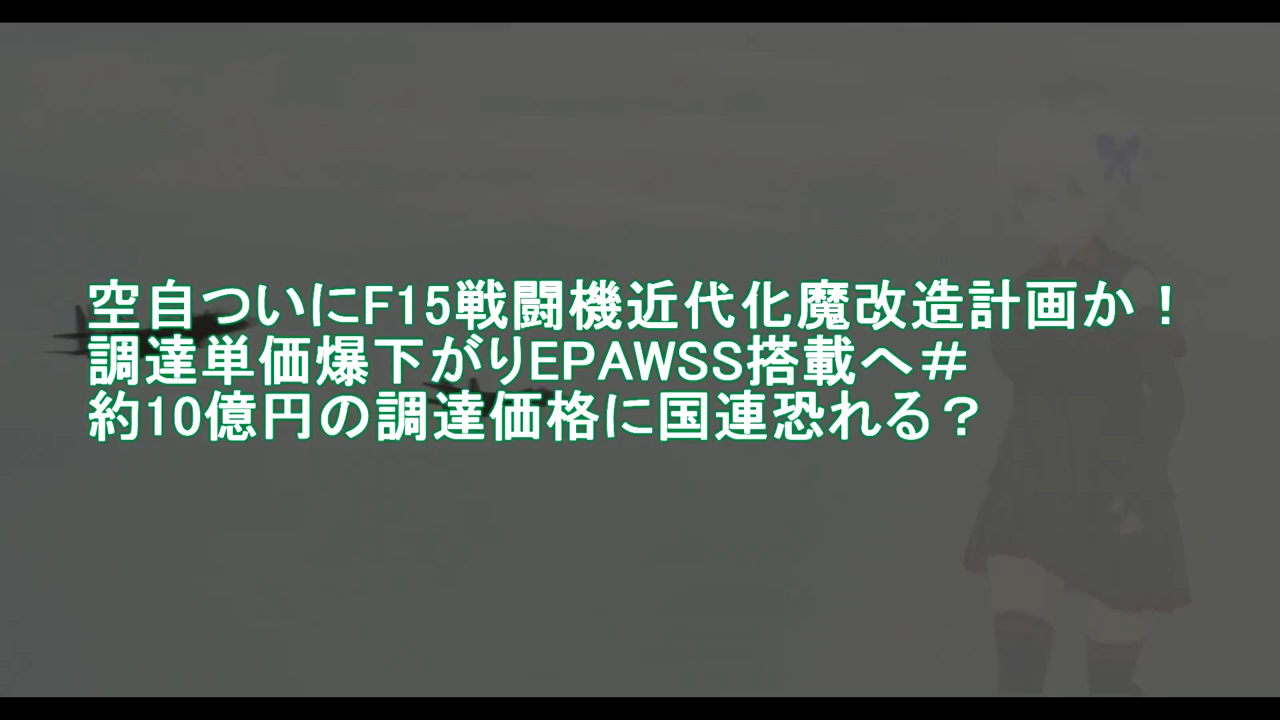 空自ついにF15戦闘機近代化魔改造計画か！
調達単価爆下がりEPAWSS搭載へ＃
約10億円の調達価格に国連恐れる？